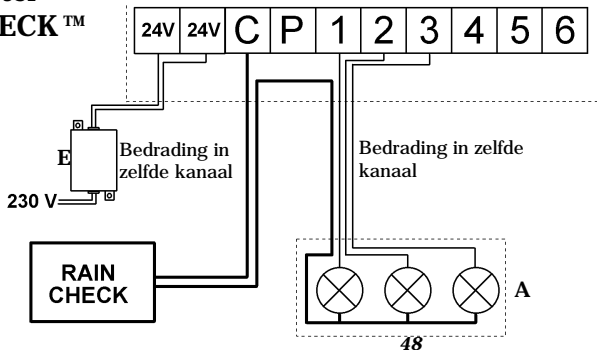 ECK™
24V 24V C P 1 2 3 4 5 6
E
Bedrading in
zelfde kanaal
230 V
Bedrading in zelfde
kanaal
RAIN
CHECK
A
48